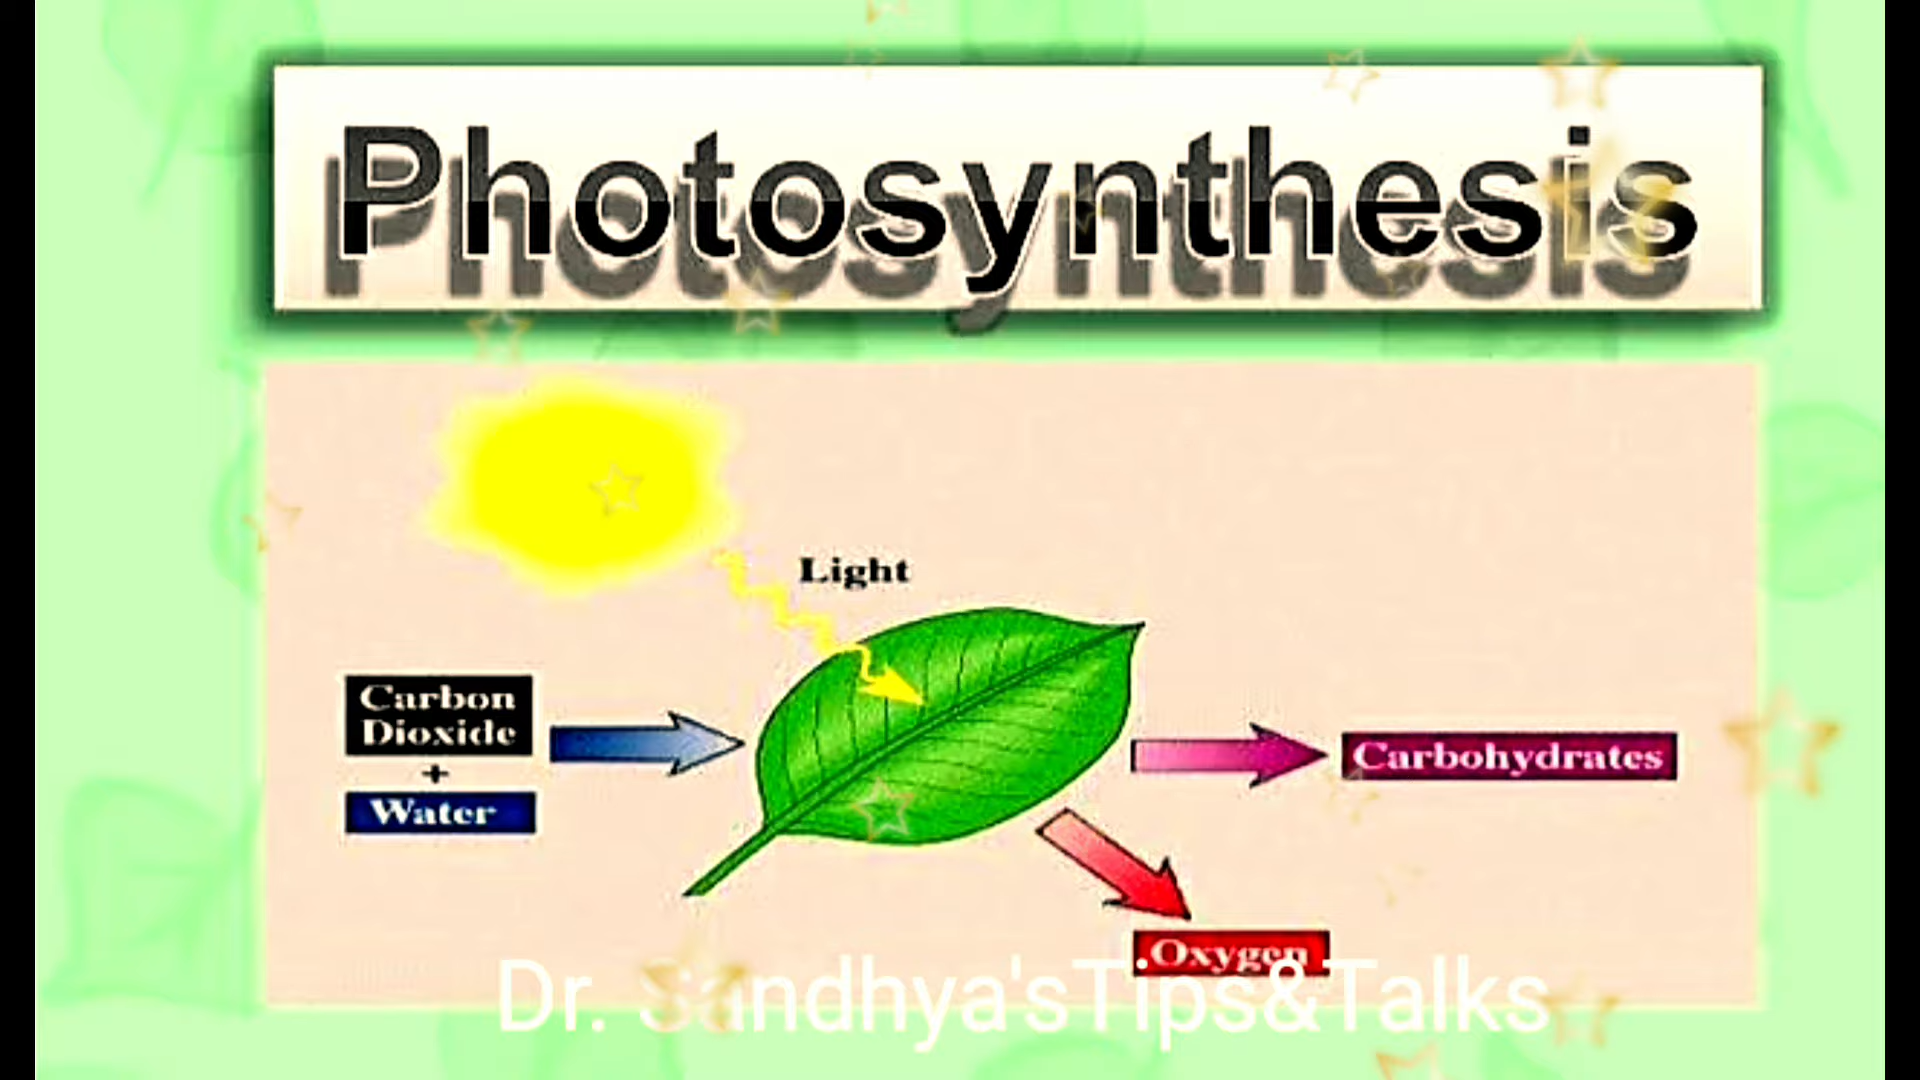 Photosynthesis
Light
Carbon
Dioxide
+
Water
Carbohydrates
Oxygen
Dr. Sandhya'sTips&Talks